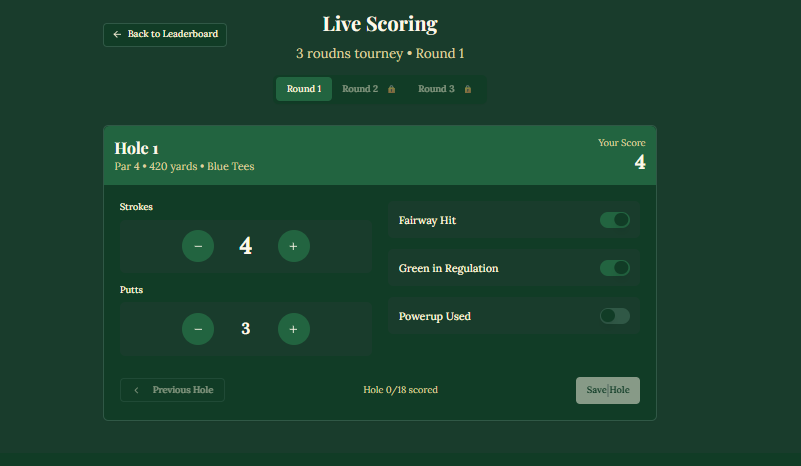 Live Scoring
← Back to Leaderboard
3 roudns tourney • Round 1
Round 1 Round 2 Round 3
Hole 1
Par 4 • 420 yards • Blue Tees
Your Score
4
Strokes
− 4 +
Putts
− 3 +
Fairway Hit
Green in Regulation
Powerup Used
Previous Hole
Hole 0/18 scored
Save Hole